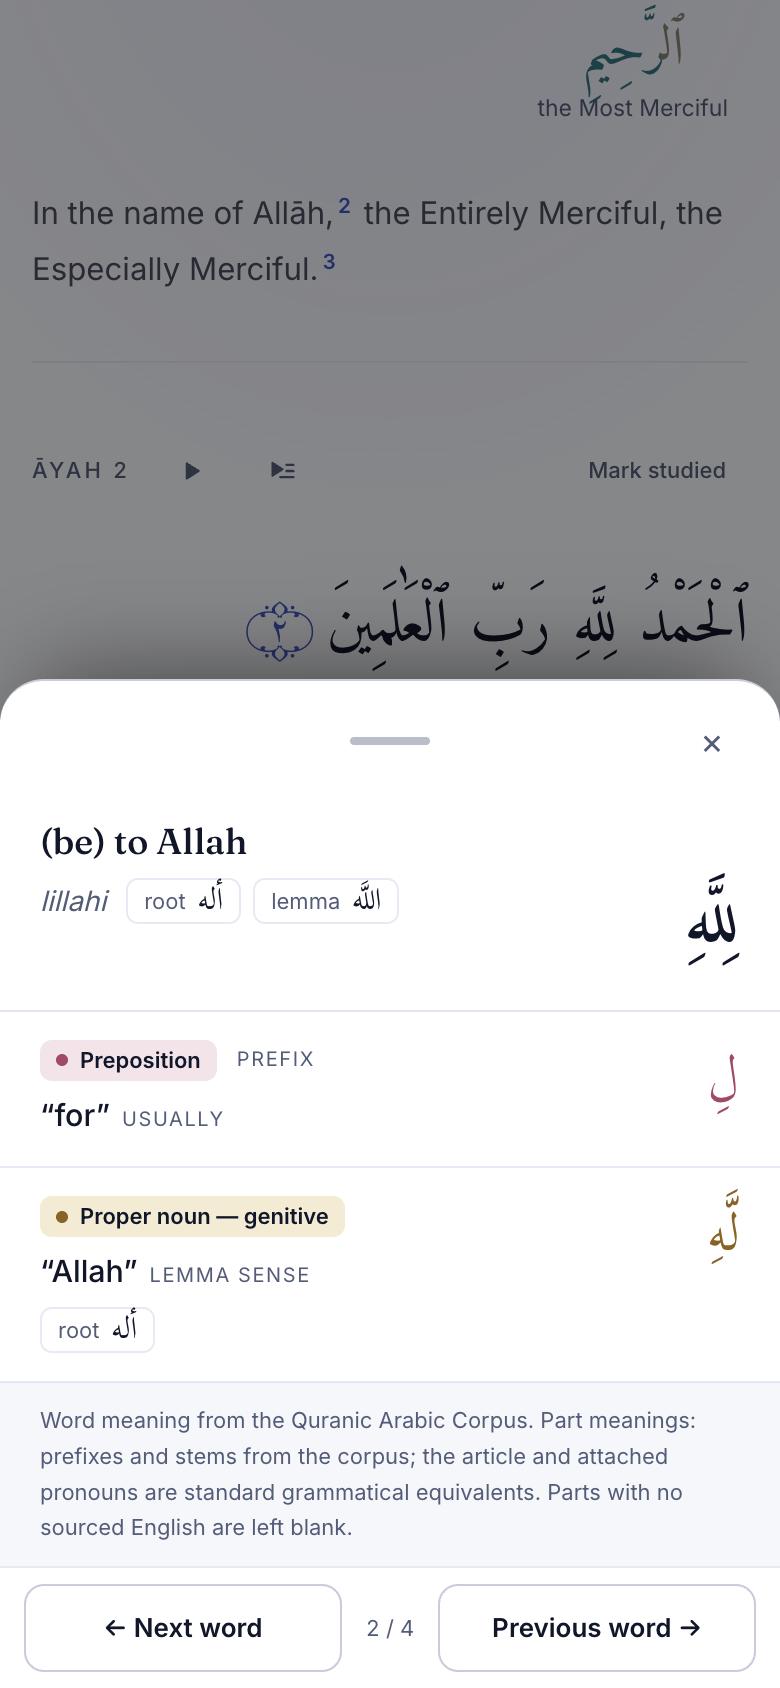 ٱلرَّحِيمِ
the Most Merciful
In the name of Allāh,2 the Entirely Merciful, the
Especially Merciful.3
ĀYAH 2 Mark studied
ٱلْحَمْدُ لِلَّهِ رَبِّ ٱلْعَٰلَمِينَ ٢
(be) to Allah
lillahi root أله lemma اللَّه
لِلَّهِ
Preposition PREFIX
لِ
“for” USUALLY
Proper noun — genitive
لَّهِ
“Allah” LEMMA SENSE
root أله
Word meaning from the Quranic Arabic Corpus. Part meanings:
prefixes and stems from the corpus; the article and attached
pronouns are standard grammatical equivalents. Parts with no
sourced English are left blank.
← Next word 2 / 4 Previous word →